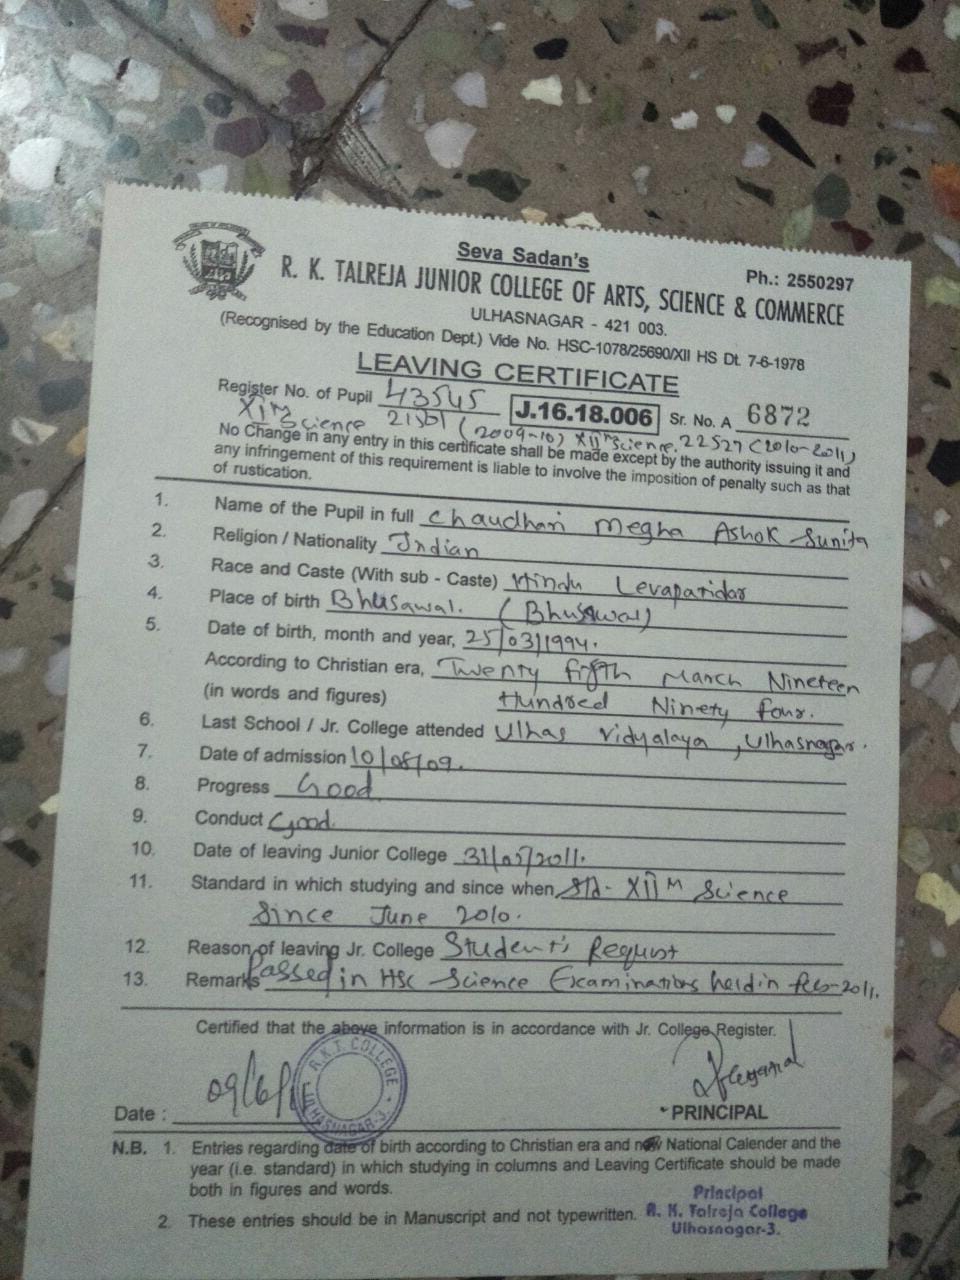 Seva Sadan's
Ph.: 2550297
R. K. TALREJA JUNIOR COLLEGE OF ARTS, SCIENCE & COMMERCE
ULHASNAGAR - 421 003.
(Recognised by the Education Dept.) Vide No. HSC-1078/25690/XII HS Dt. 7-6-1978
LEAVING CERTIFICATE
Register No. of Pupil 43545 J.16.18.006 Sr. No. A 6872
Science (2009-10) XIIth Science. 22527 (2010-2011)
No Change in any entry in this certificate shall be made except by the authority issuing it and
any infringement of this requirement is liable to involve the imposition of penalty such as that
of rustication.
1. Name of the Pupil in full Chaudhari Megha Ashok Sunita
2. Religion / Nationality Indian
3. Race and Caste (With sub - Caste) Hindu Levapatidar
4. Place of birth Bhusawal. (Bhusawal)
5. Date of birth, month and year, 25/03/1994.
According to Christian era, Twenty fifth March Nineteen
(in words and figures) Hundred Ninety four.
6. Last School / Jr. College attended Ulhas Vidyalaya, Ulhasnagar.
7. Date of admission 10/08/09.
8. Progress Good
9. Conduct Good.
10. Date of leaving Junior College 31/05/2011.
11. Standard in which studying and since when Std- XIIth Science
Since June 2010.
12. Reason of leaving Jr. College Student's Request
13. Remarks Passed in HSC Science Examinations held in Feb-2011.
Certified that the above information is in accordance with Jr. College Register.
R.K.T. COLLEGE
ULHASNAGAR-3.
Date :
PRINCIPAL
N.B. 1. Entries regarding date of birth according to Christian era and new National Calender and the
year (i.e. standard) in which studying in columns and Leaving Certificate should be made
both in figures and words.
2. These entries should be in Manuscript and not typewritten.
Principal
R. K. Talreja College
Ulhasnagar-3.